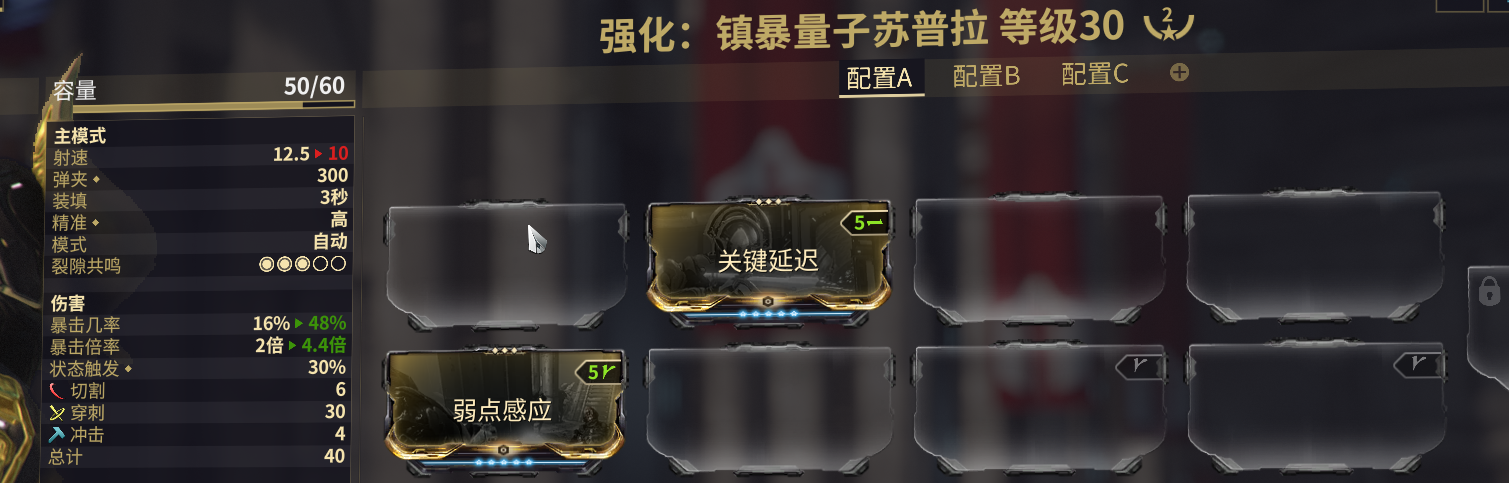 强化：镇暴量子苏普拉 等级30 2
配置A 配置B 配置C
容量 50/60
主模式
射速 12.5 10
弹夹 300
装填 3秒
精准 高
模式 自动
裂隙共鸣
伤害
暴击几率 16% 48%
暴击倍率 2倍 4.4倍
状态触发 30%
切割 6
穿刺 30
冲击 4
总计 40
5
关键延迟
5
弱点感应